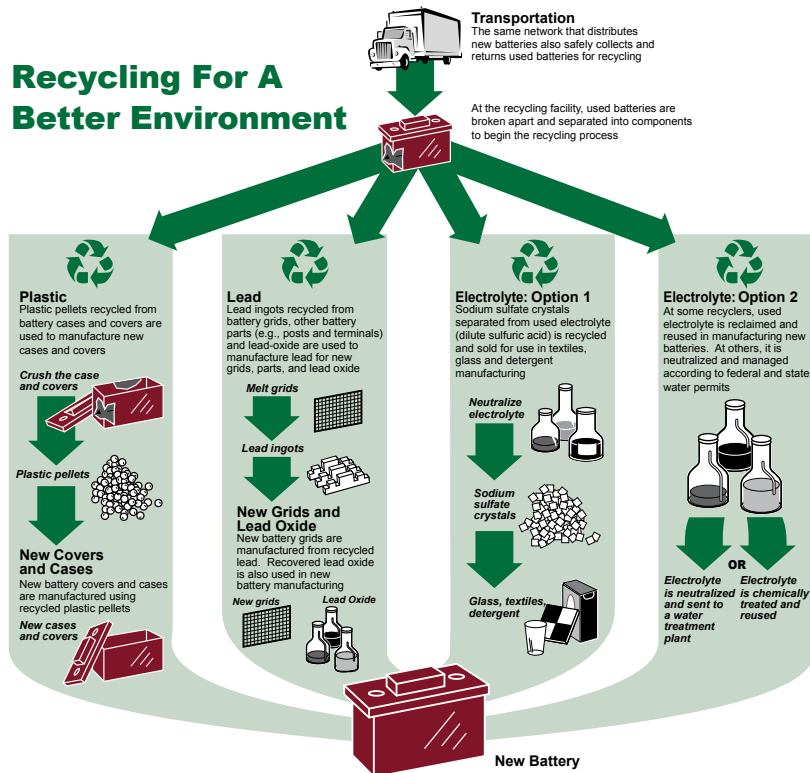 Recycling For A
Better Environment
Transportation
The same network that distributes
new batteries also safely collects and
returns used batteries for recycling
At the recycling facility, used batteries are
broken apart and separated into components
to begin the recycling process
Plastic
Plastic pellets recycled from
battery cases and covers are
used to manufacture new
cases and covers
Crush the case
and covers
Plastic pellets
New Covers
and Cases
New battery covers and cases
are manufactured using
recycled plastic pellets
New cases
and covers
Lead
Lead ingots recycled from
battery grids, other battery
parts (e.g., posts and terminals)
and lead-oxide are used to
manufacture lead for new
grids, parts, and lead oxide
Melt grids
Lead ingots
New Grids and
Lead Oxide
New battery grids are
manufactured from recycled
lead. Recovered lead oxide
is also used in new
battery manufacturing
New grids
Lead Oxide
Electrolyte: Option 1
Sodium sulfate crystals
separated from used electrolyte
(dilute sulfuric acid) is recycled
and sold for use in textiles,
glass and detergent
manufacturing
Neutralize
electrolyte
Sodium
sulfate
crystals
Glass, textiles,
detergent
Electrolyte: Option 2
At some recyclers, used
electrolyte is reclaimed and
reused in manufacturing new
batteries. At others, it is
neutralized and managed
according to federal and state
water permits
OR
Electrolyte
is neutralized
and sent to
a water
treatment
plant
Electrolyte
is chemically
treated and
reused
New Battery